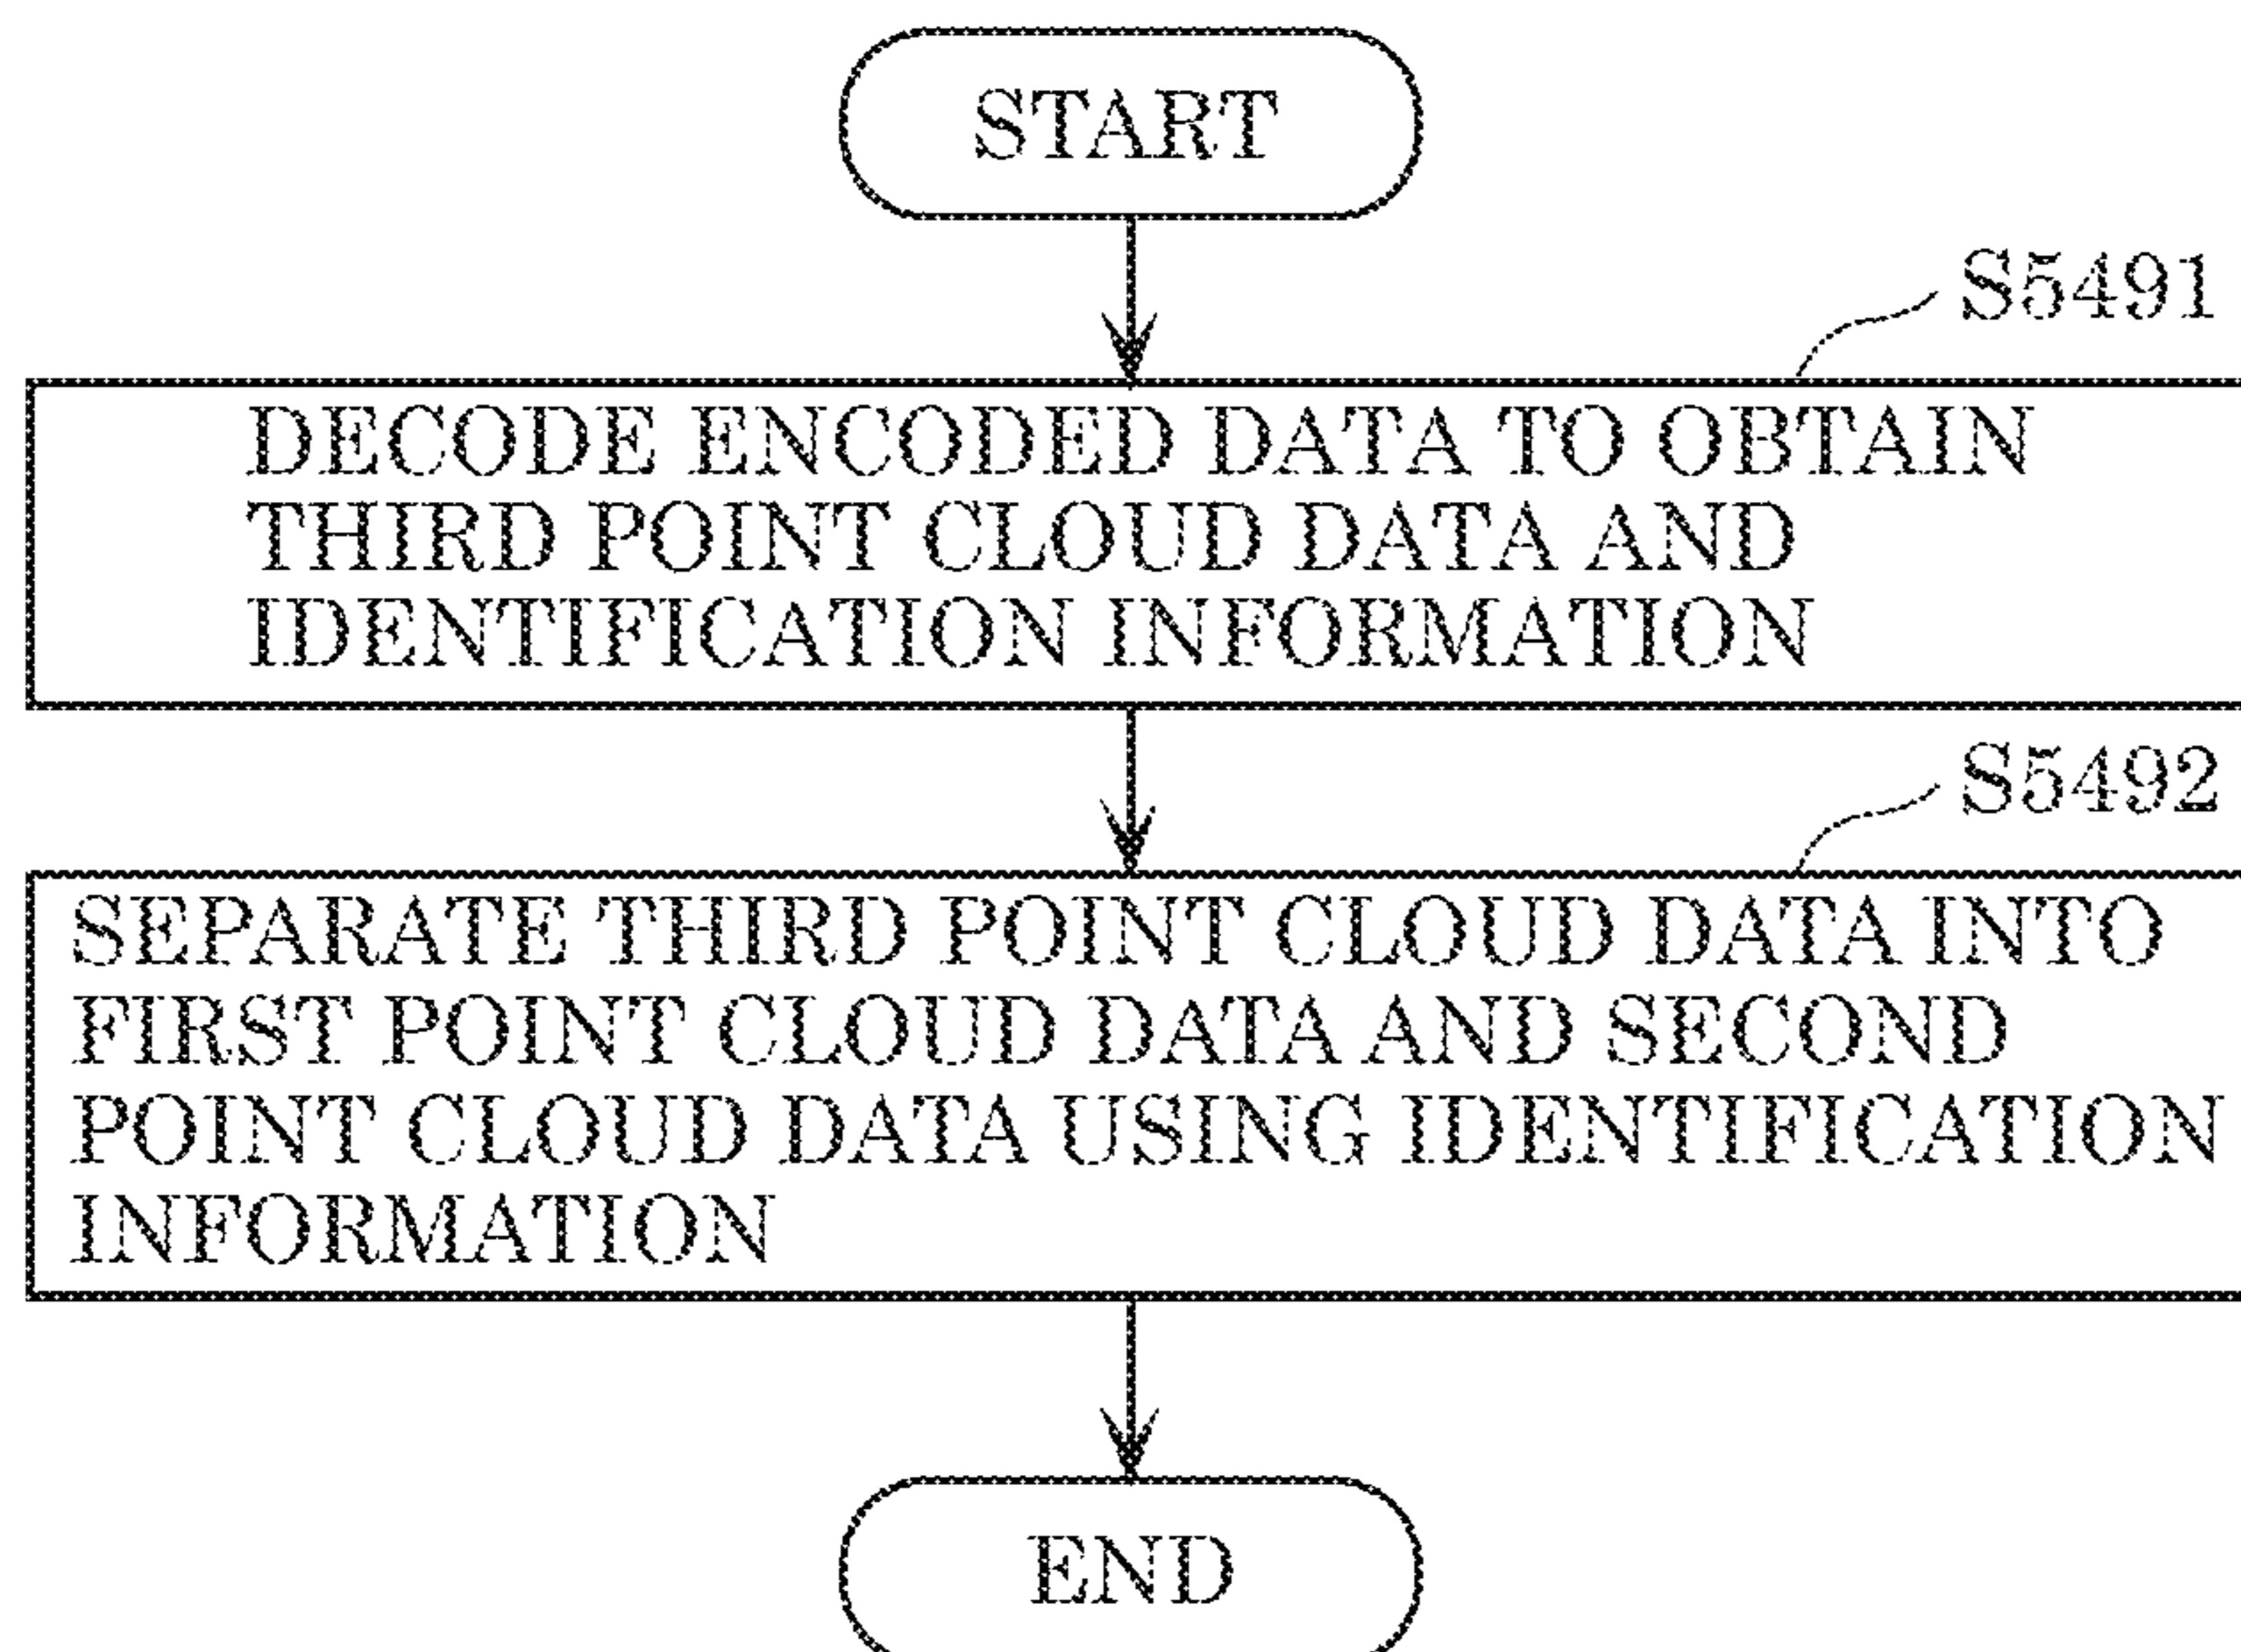 START
S5491
DECODE ENCODED DATA TO OBTAIN
THIRD POINT CLOUD DATA AND
IDENTIFICATION INFORMATION
S5492
SEPARATE THIRD POINT CLOUD DATA INTO
FIRST POINT CLOUD DATA AND SECOND
POINT CLOUD DATA USING IDENTIFICATION
INFORMATION
END